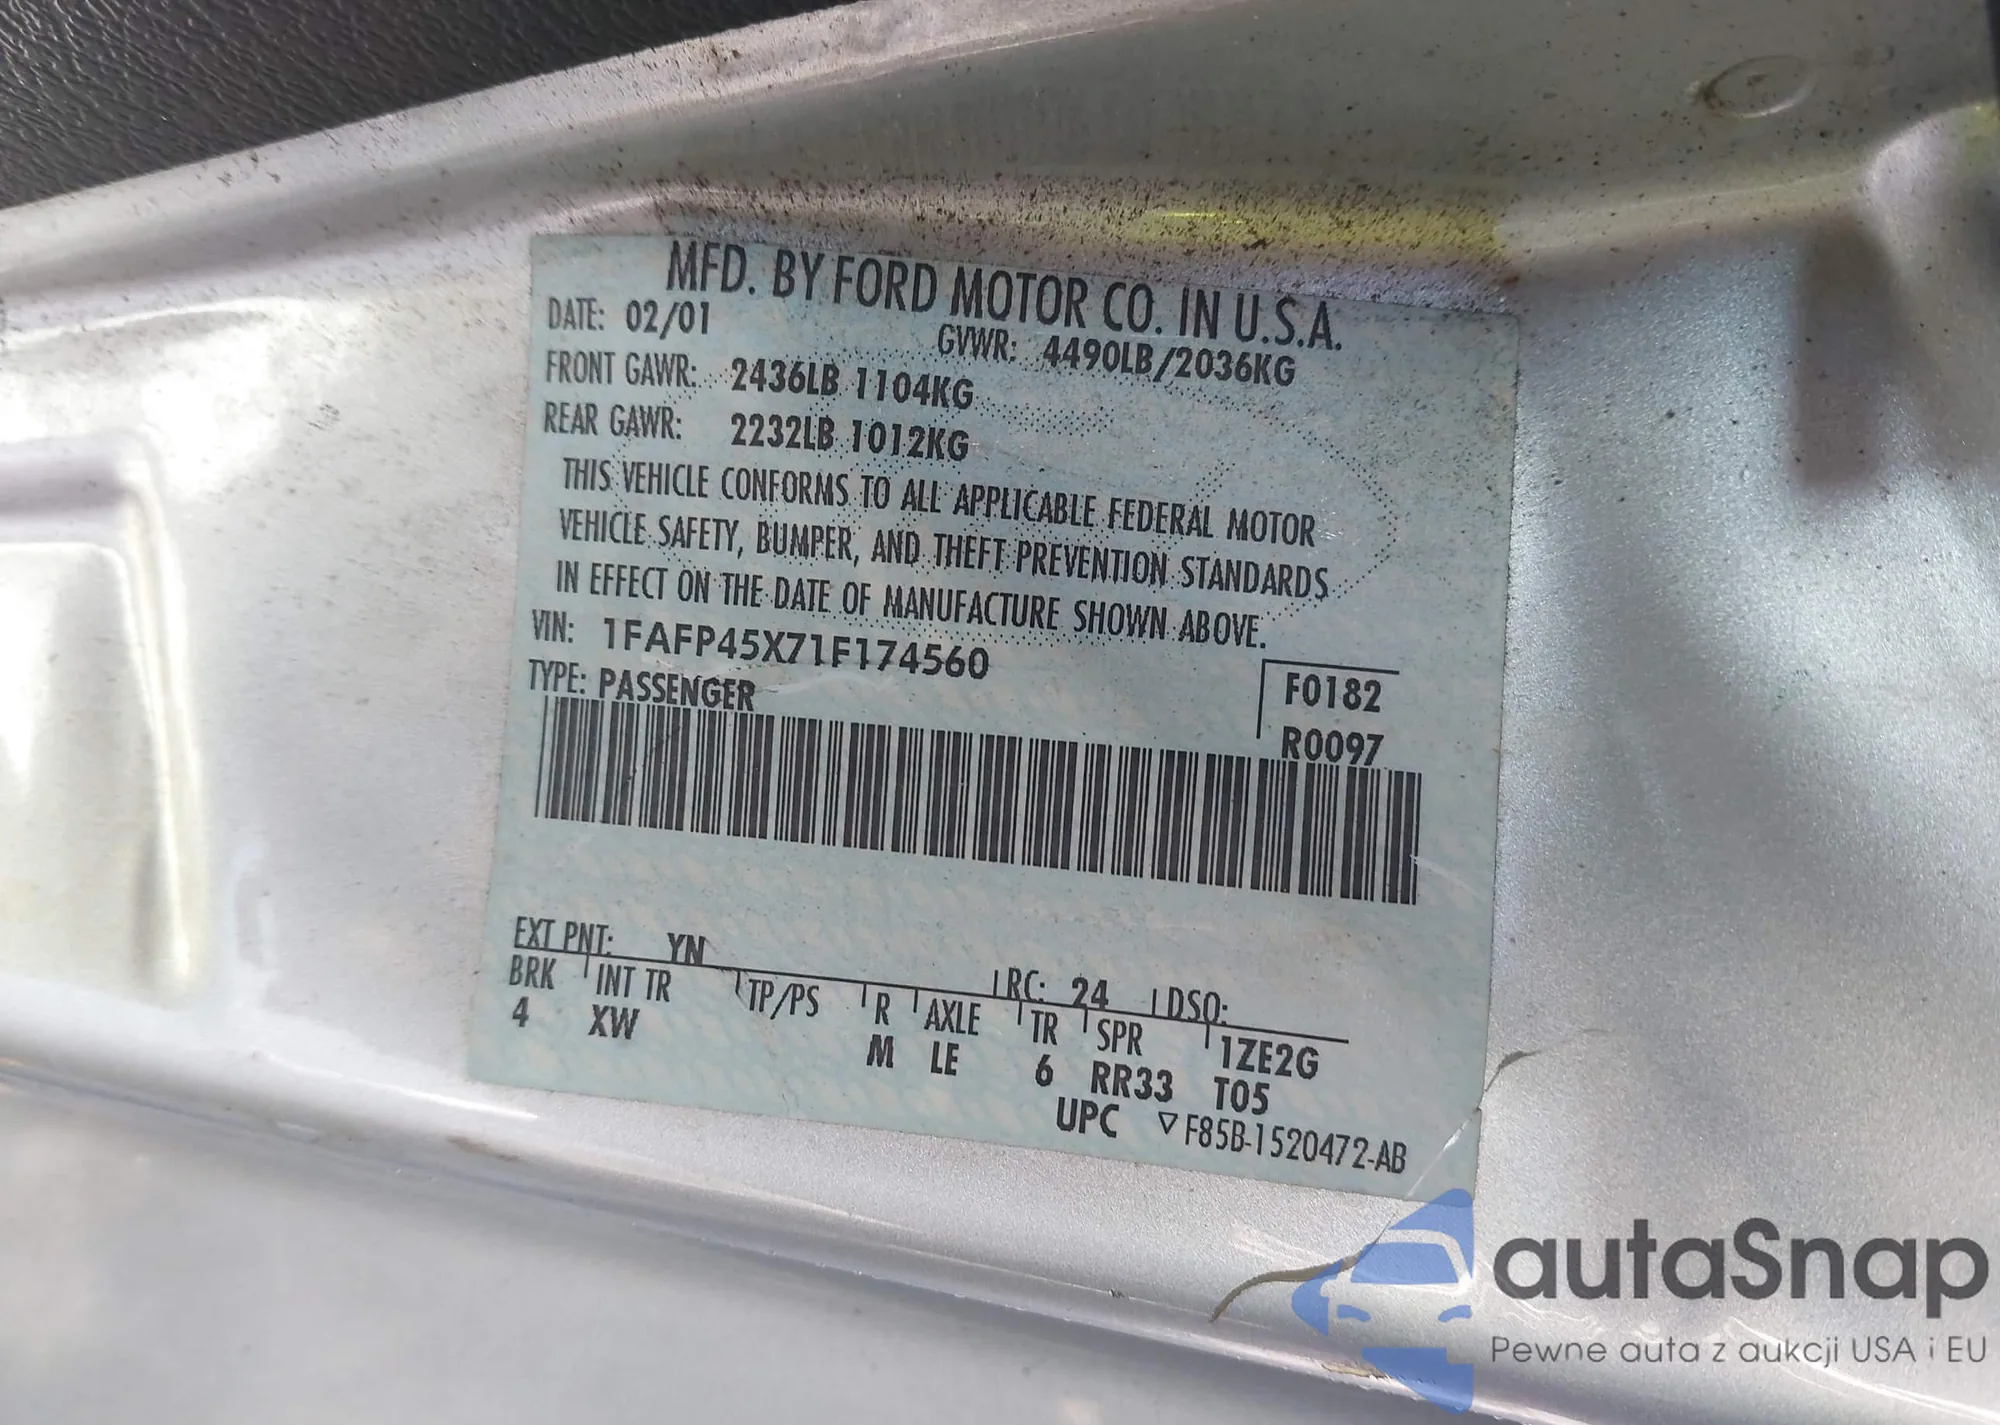 MFD. BY FORD MOTOR CO. IN U.S.A.
DATE: 02/01 GVWR: 4490LB/2036KG
FRONT GAWR: 2436LB 1104KG
REAR GAWR: 2232LB 1012KG
THIS VEHICLE CONFORMS TO ALL APPLICABLE FEDERAL MOTOR
VEHICLE SAFETY, BUMPER, AND THEFT PREVENTION STANDARDS
IN EFFECT ON THE DATE OF MANUFACTURE SHOWN ABOVE.
VIN: 1FAFP45X71F174560
TYPE: PASSENGER
F0182
R0097
EXT PNT: YN RC: 24 DSO:
BRK INT TR TP/PS R AXLE TR SPR 1ZE2G
4 XW M LE 6 RR33 T05
UPC ▽F85B-1520472-AB
autaSnap
Pewne auta z aukcji USA i EU